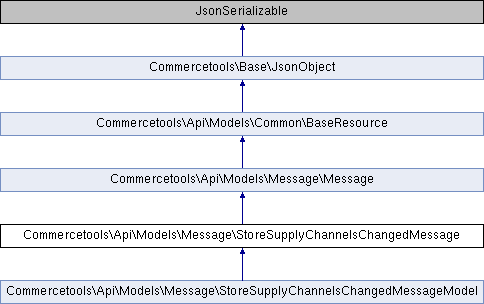 JsonSerializable
Commercetools\Base\JsonObject
Commercetools\Api\Models\Common\BaseResource
Commercetools\Api\Models\Message\Message
Commercetools\Api\Models\Message\StoreSupplyChannelsChangedMessage
Commercetools\Api\Models\Message\StoreSupplyChannelsChangedMessageModel